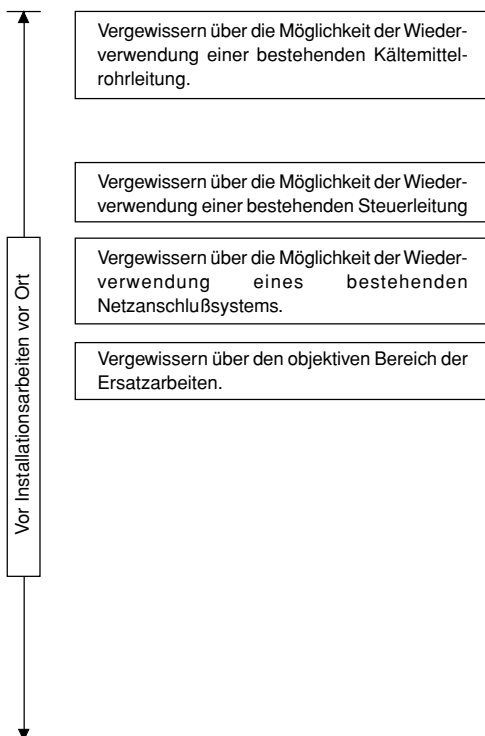 Vergewissern über die Möglichkeit der Wieder-
verwendung einer bestehenden Kältemittel-
rohrleitung.
Vergewissern über die Möglichkeit der Wieder-
verwendung einer bestehenden Steuerleitung
Vergewissern über die Möglichkeit der Wieder-
verwendung eines bestehenden
Netzanschlußsystems.
Vergewissern über den objektiven Bereich der
Ersatzarbeiten.
Vor Installationsarbeiten vor Ort